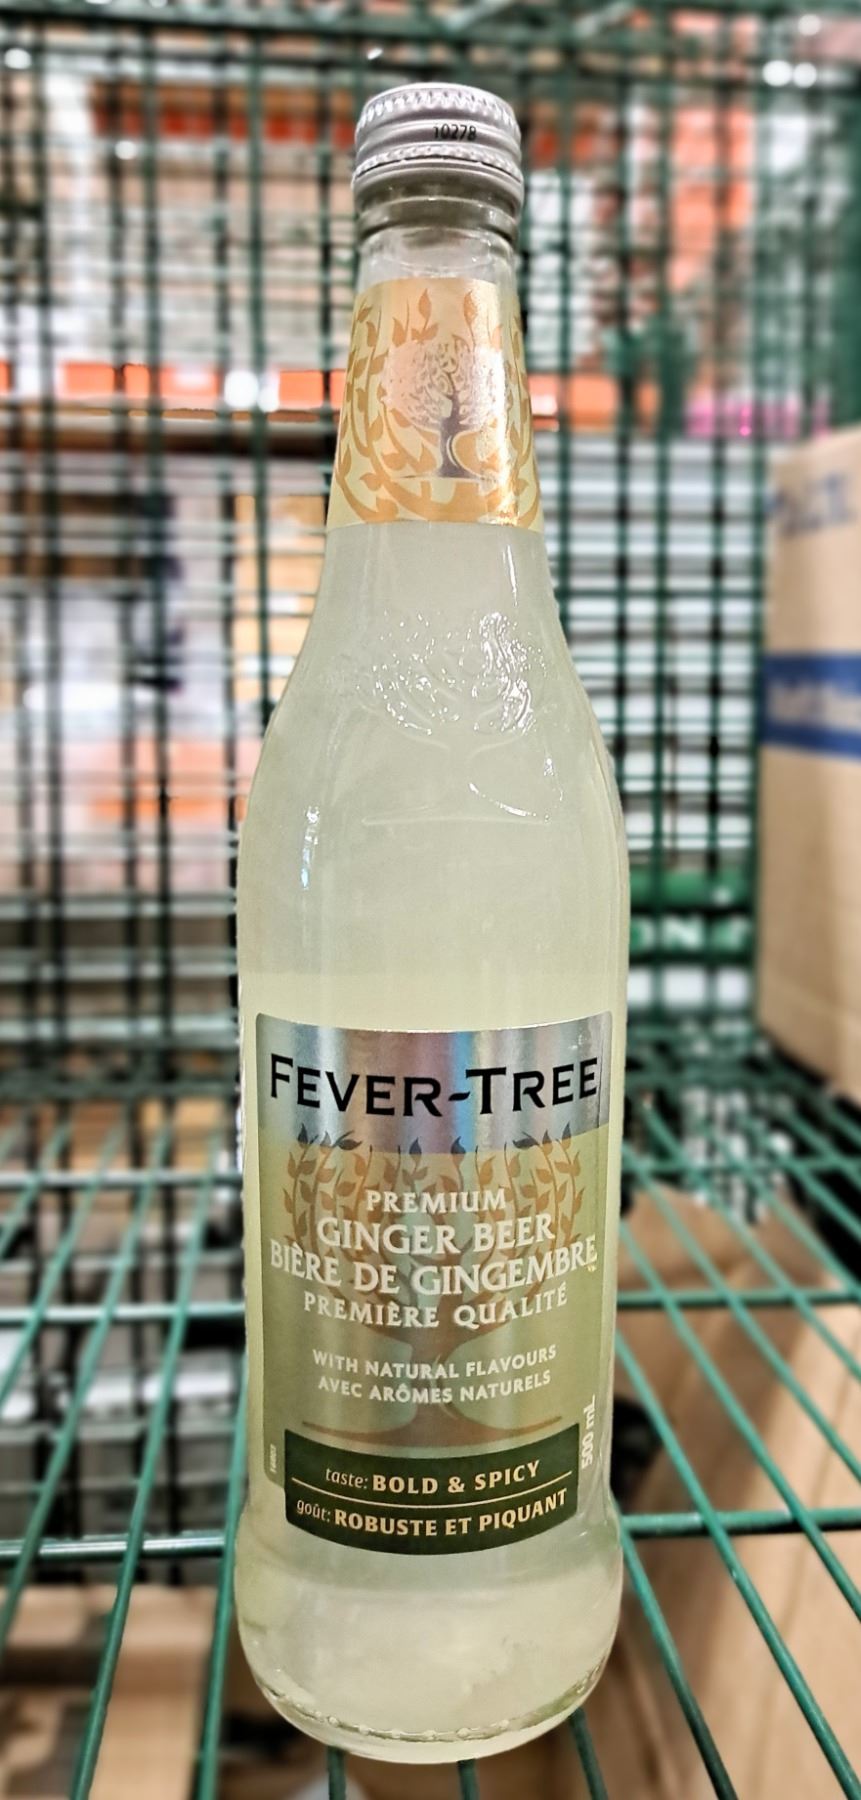 10278
FEVER-TREE
PREMIUM
GINGER BEER
BIÈRE DE GINGEMBRE
PREMIÈRE QUALITÉ
WITH NATURAL FLAVOURS
AVEC ARÔMES NATURELS
500 mL
taste: BOLD & SPICY
goût: ROBUSTE ET PIQUANT